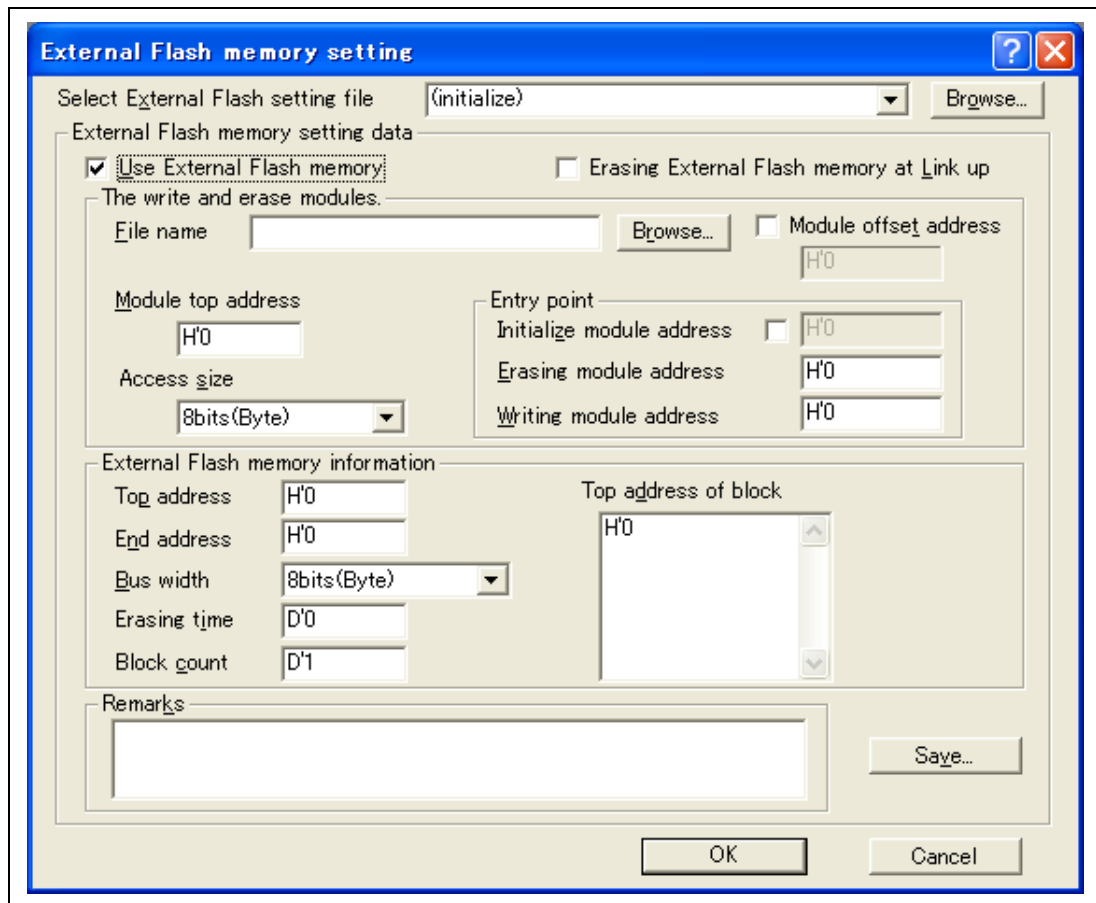 External Flash memory setting
Select External Flash setting file (initialize) Browse...
External Flash memory setting data
Use External Flash memory Erasing External Flash memory at Link up
The write and erase modules.
File name Browse... Module offset address
H'0
Module top address
H'0
Entry point
Initialize module address H'0
Access size
Erasing module address H'0
8bits(Byte)
Writing module address H'0
External Flash memory information
Top address H'0
Top address of block
H'0
End address H'0
Bus width 8bits(Byte)
Erasing time D'0
Block count D'1
Remarks
Save...
OK Cancel